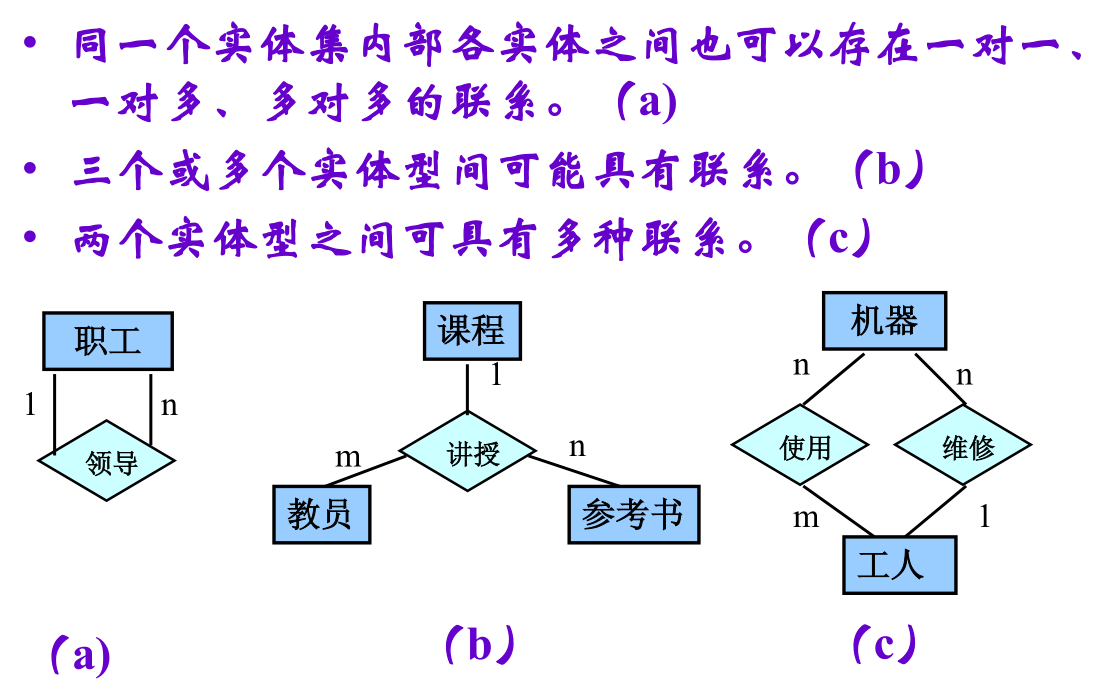 • 同一个实体集内部各实体之间也可以存在一对一、
一对多、多对多的联系。（a)
• 三个或多个实体型间可能具有联系。（b）
• 两个实体型之间可具有多种联系。（c）
职工
1
n
领导
(a)
课程
1
讲授
m
n
教员
参考书
（b）
机器
n
n
使用
维修
m
1
工人
（c）